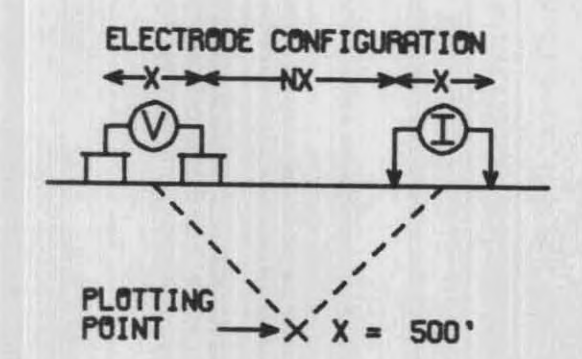 ELECTRODE CONFIGURATION
X NX X
V I
PLOTTING
POINT X X = 500'